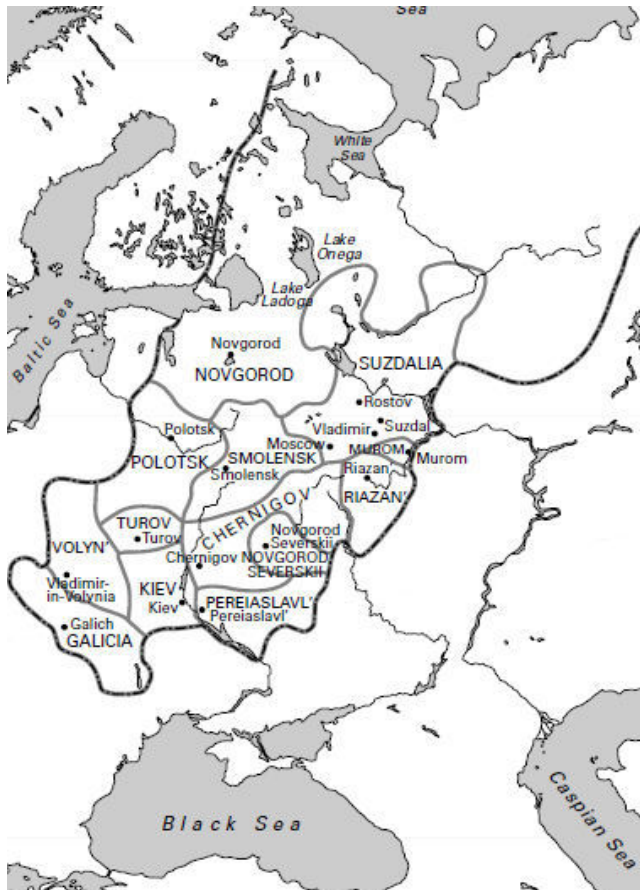 Sea
White
Sea
Lake
Onega
Lake
Ladoga
Baltic Sea
Novgorod
NOVGOROD
SUZDALIA
Rostov
Polotsk
POLOTSK
Vladimir
Suzdal
Moscow
SMOLENSK
Smolensk
MUROM
Murom
Riazan
RIAZAN'
CHERNIGOV
TUROV
Turov
Novgorod
Severskii
VOLYN'
Chernigov
NOVGOROD
SEVERSKII
Vladimir-
in-Volynia
KIEV
Kiev
PEREIASLAVL'
Pereiaslavl'
Galich
GALICIA
Black Sea
Caspian Sea